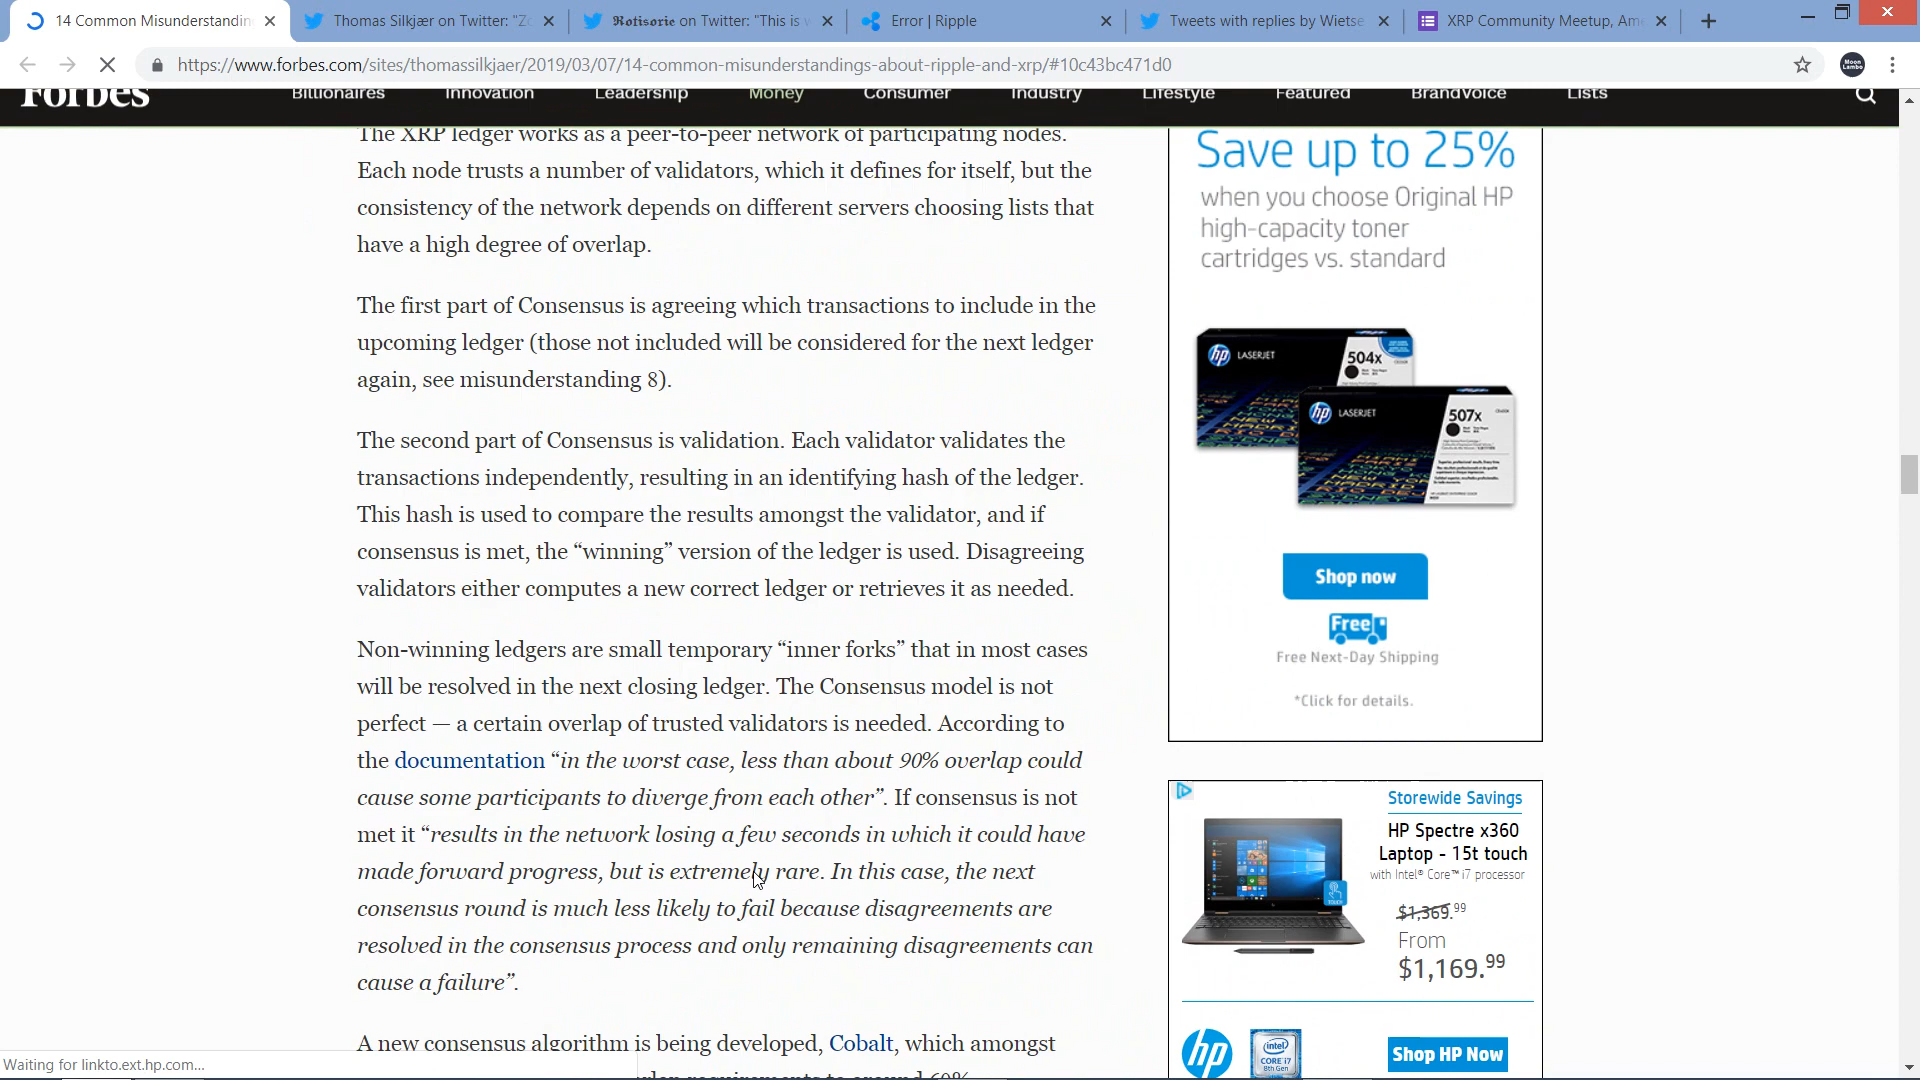 14 Common Misunderstandin
Thomas Silkjær on Twitter: "Zo
Rotisorie on Twitter: "This is w
Error | Ripple
Tweets with replies by Wietse
XRP Community Meetup, Am
https://www.forbes.com/sites/thomassilkjaer/2019/03/07/14-common-misunderstandings-about-ripple-and-xrp/#10c43bc471d0
Forbes
Billionaires
Innovation
Leadership
Money
Consumer
Industry
Lifestyle
Featured
BrandVoice
Lists
The XRP ledger works as a peer-to-peer network of participating nodes.
Each node trusts a number of validators, which it defines for itself, but the
consistency of the network depends on different servers choosing lists that
have a high degree of overlap.
The first part of Consensus is agreeing which transactions to include in the
upcoming ledger (those not included will be considered for the next ledger
again, see misunderstanding 8).
The second part of Consensus is validation. Each validator validates the
transactions independently, resulting in an identifying hash of the ledger.
This hash is used to compare the results amongst the validator, and if
consensus is met, the “winning” version of the ledger is used. Disagreeing
validators either computes a new correct ledger or retrieves it as needed.
Non-winning ledgers are small temporary “inner forks” that in most cases
will be resolved in the next closing ledger. The Consensus model is not
perfect — a certain overlap of trusted validators is needed. According to
the documentation “in the worst case, less than about 90% overlap could
cause some participants to diverge from each other”. If consensus is not
met it “results in the network losing a few seconds in which it could have
made forward progress, but is extremely rare. In this case, the next
consensus round is much less likely to fail because disagreements are
resolved in the consensus process and only remaining disagreements can
cause a failure”.
A new consensus algorithm is being developed, Cobalt, which amongst
Save up to 25%
when you choose Original HP
high-capacity toner
cartridges vs. standard
hp LASERJET 504x
hp LASERJET 507x
Shop now
Free
Free Next-Day Shipping
*Click for details.
Storewide Savings
HP Spectre x360
Laptop - 15t touch
with Intel® Core™ i7 processor
$1,369.99
From
$1,169.99
hp
intel
CORE i7
8th Gen
Shop HP Now
Waiting for linkto.ext.hp.com...